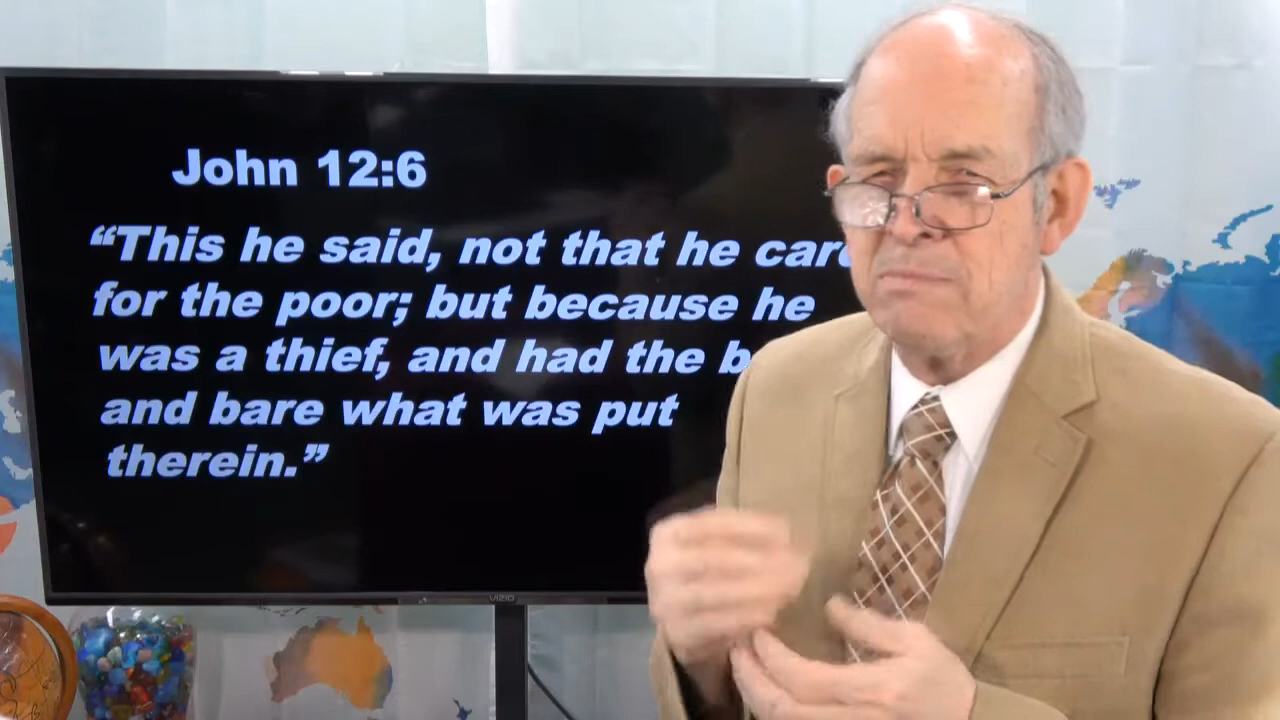 John 12:6
“This he said, not that he
for the poor; but because he
was a thief, and had the
and bare what was put
therein.”
VIZIO